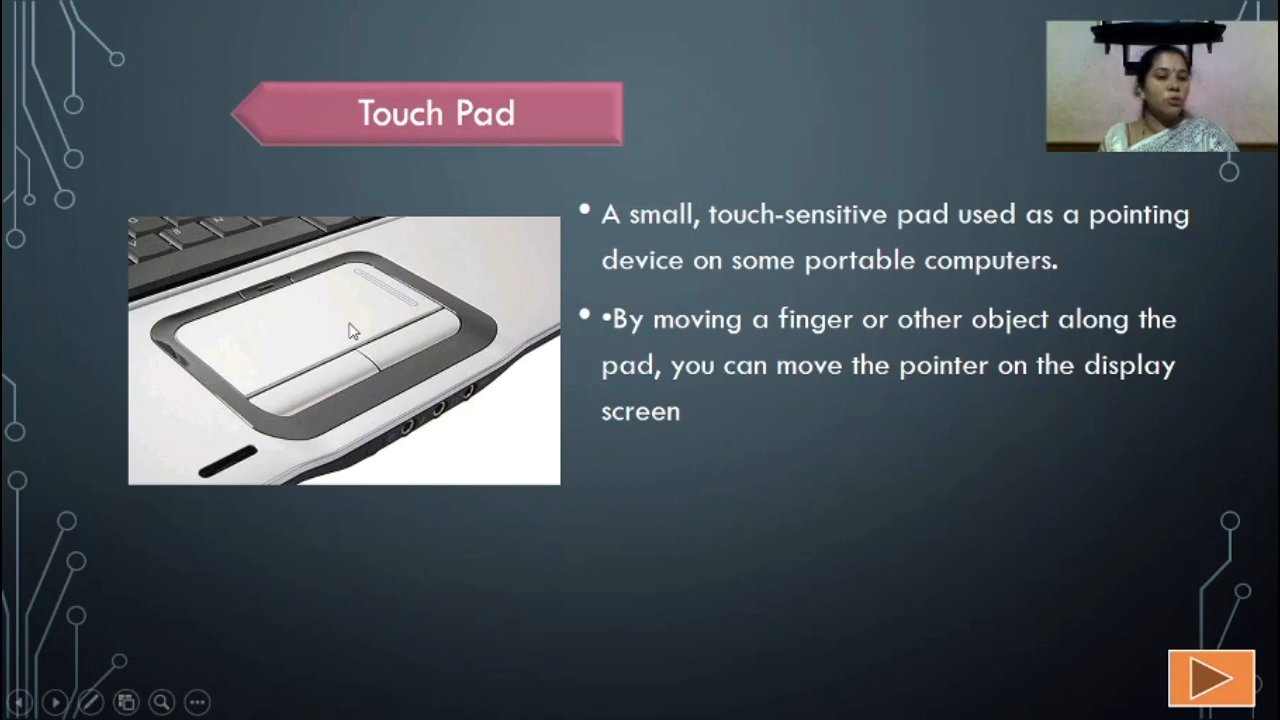 Touch Pad
• A small, touch-sensitive pad used as a pointing
device on some portable computers.
• •By moving a finger or other object along the
pad, you can move the pointer on the display
screen